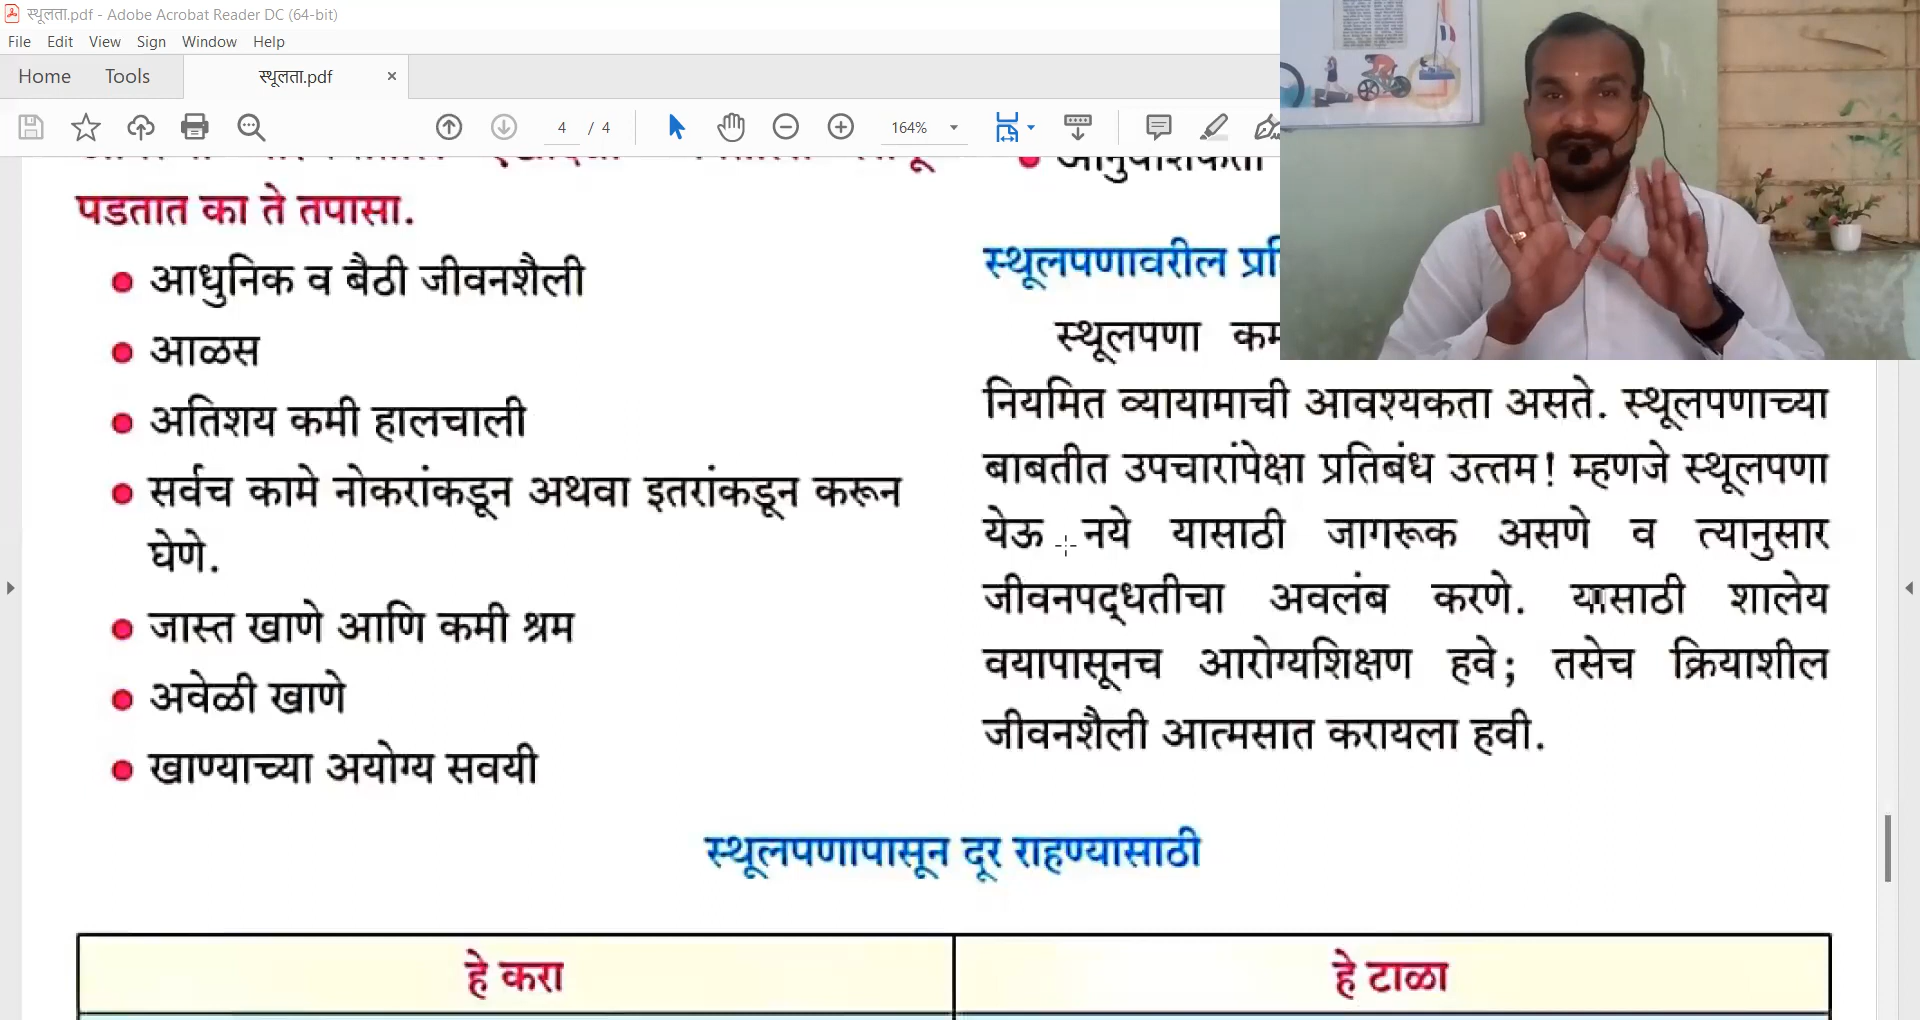 स्थूलता.pdf - Adobe Acrobat Reader DC (64-bit)
File Edit View Sign Window Help
Home Tools स्थूलता.pdf ×
4 / 4 164%
पडतात का ते तपासा.
आधुनिक व बैठी जीवनशैली
आळस
अतिशय कमी हालचाली
सर्वच कामे नोकरांकडून अथवा इतरांकडून करून
घेणे.
जास्त खाणे आणि कमी श्रम
अवेळी खाणे
खाण्याच्या अयोग्य सवयी
आनुवंशिकता
स्थूलपणावरील
स्थूलपणा
नियमित व्यायामाची आवश्यकता असते. स्थूलपणाच्या
बाबतीत उपचारांपेक्षा प्रतिबंध उत्तम! म्हणजे स्थूलपणा
येऊ नये यासाठी जागरूक असणे व त्यानुसार
जीवनपद्धतीचा अवलंब करणे. यासाठी शालेय
वयापासूनच आरोग्यशिक्षण हवे; तसेच क्रियाशील
जीवनशैली आत्मसात करायला हवी.
स्थूलपणापासून दूर राहण्यासाठी
हे करा हे टाळा